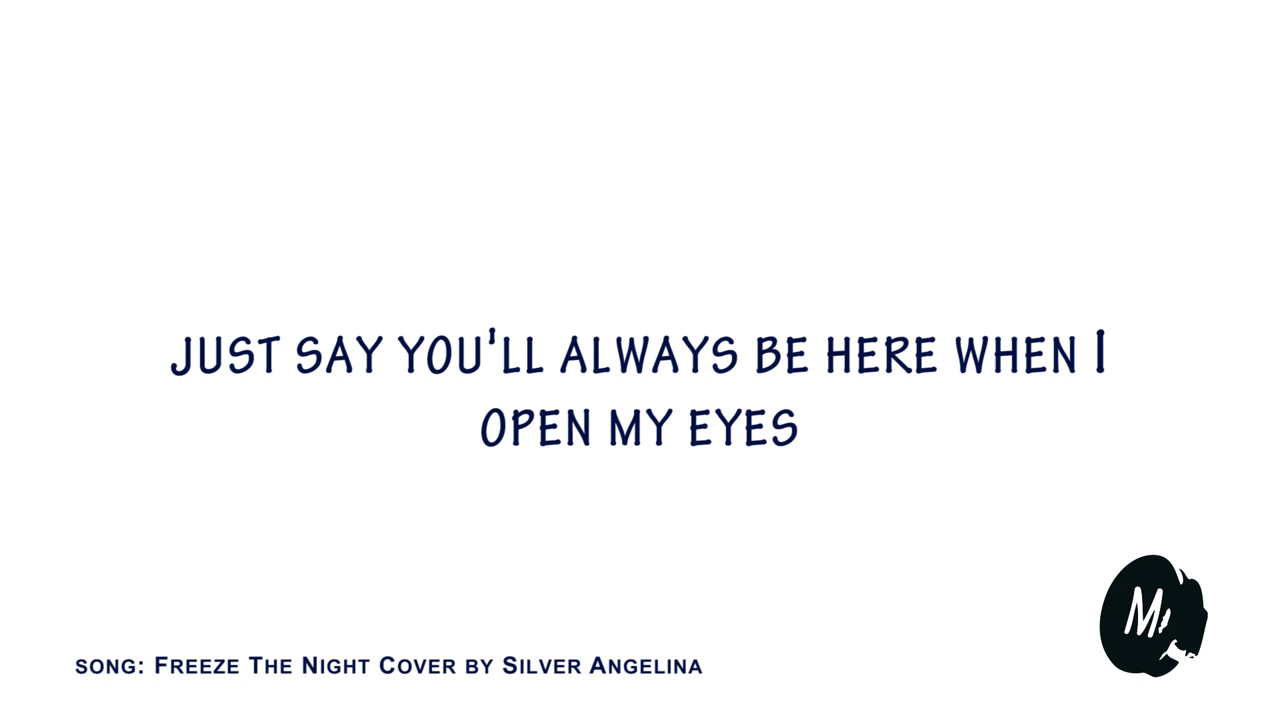 JUST SAY YOU'LL ALWAYS BE HERE WHEN I
OPEN MY EYES
M
SONG: FREEZE THE NIGHT COVER BY SILVER ANGELINA